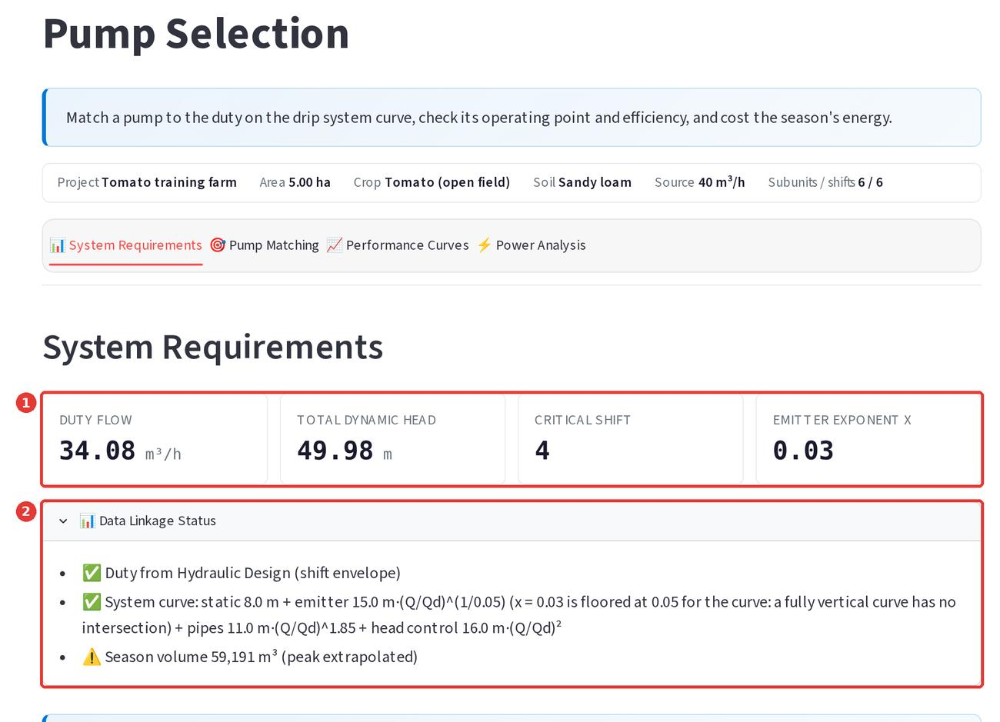 Pump Selection
Match a pump to the duty on the drip system curve, check its operating point and efficiency, and cost the season's energy.
Project Tomato training farm Area 5.00 ha Crop Tomato (open field) Soil Sandy loam Source 40 m³/h Subunits / shifts 6 / 6
📊 System Requirements 🎯 Pump Matching 📈 Performance Curves ⚡ Power Analysis
System Requirements
1
DUTY FLOW TOTAL DYNAMIC HEAD CRITICAL SHIFT EMITTER EXPONENT X
34.08 m³/h 49.98 m 4 0.03
2
📊 Data Linkage Status
• ✅ Duty from Hydraulic Design (shift envelope)
• ✅ System curve: static 8.0 m + emitter 15.0 m·(Q/Qd)^(1/0.05) (x = 0.03 is floored at 0.05 for the curve: a fully vertical curve has no
intersection) + pipes 11.0 m·(Q/Qd)^1.85 + head control 16.0 m·(Q/Qd)²
• ⚠️ Season volume 59,191 m³ (peak extrapolated)